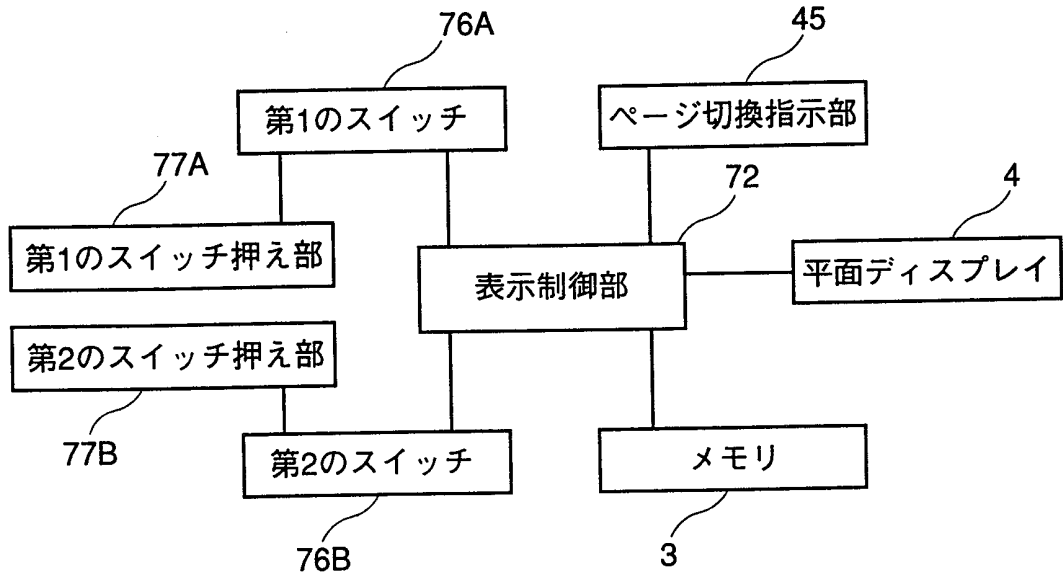 76A
45
第1のスイッチ
ページ切換指示部
77A
72
4
第1のスイッチ押え部
表示制御部
平面ディスプレイ
第2のスイッチ押え部
77B
第2のスイッチ
メモリ
76B
3